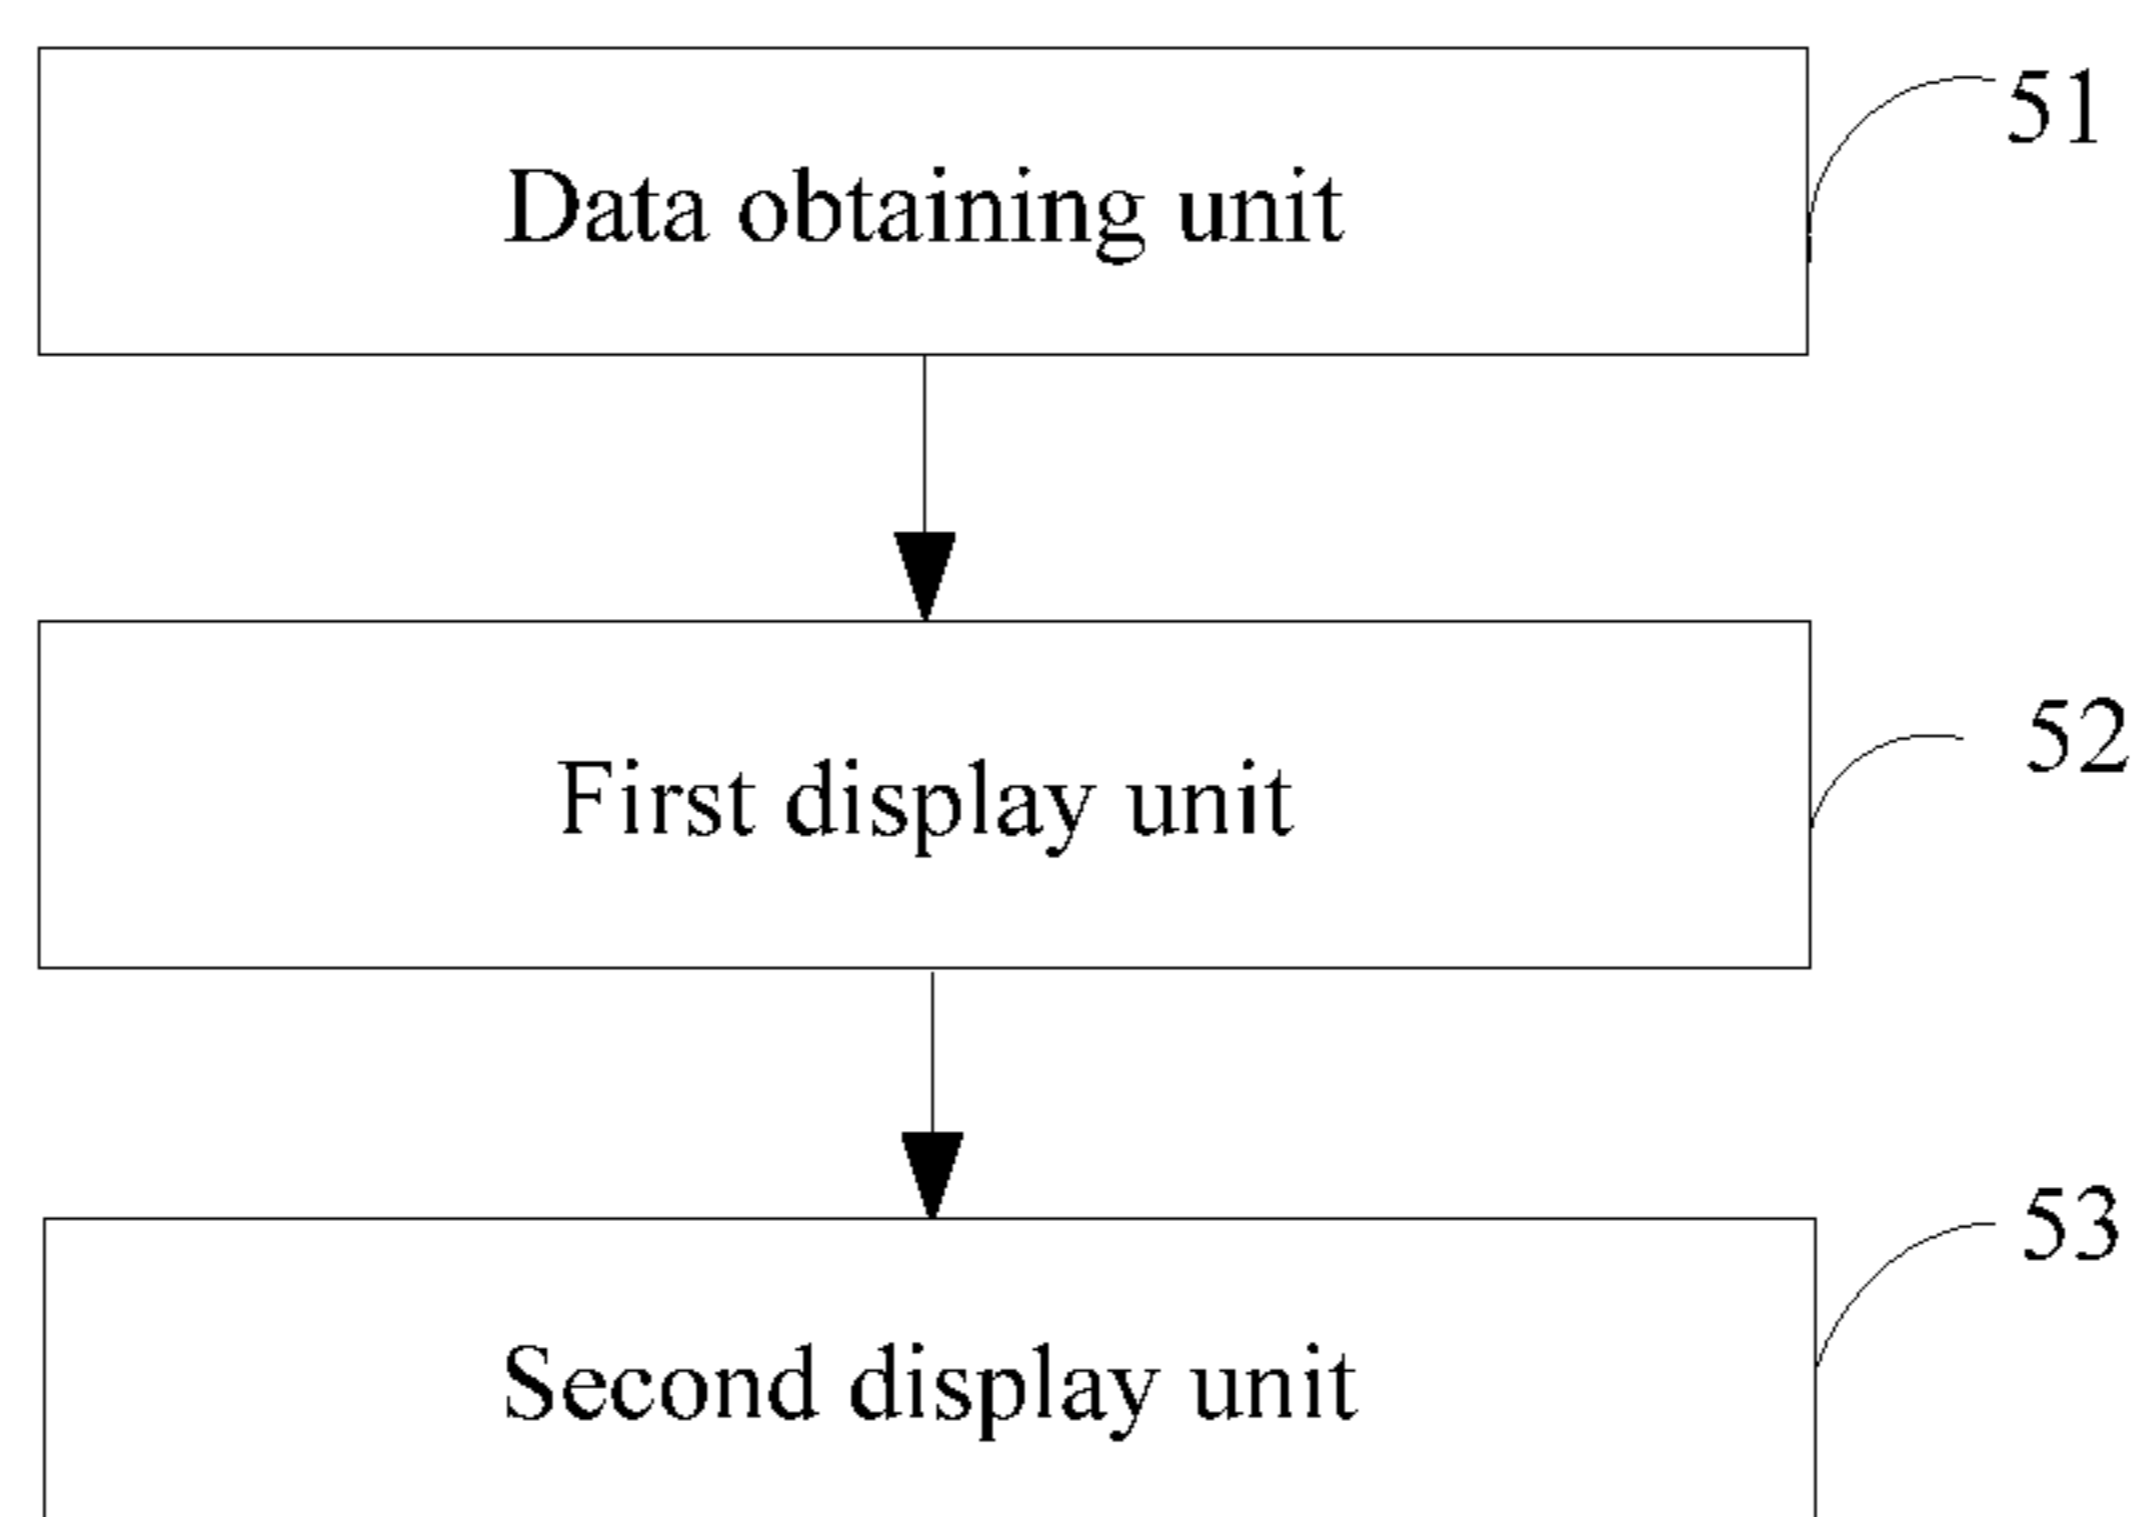 51
Data obtaining unit
52
First display unit
53
Second display unit